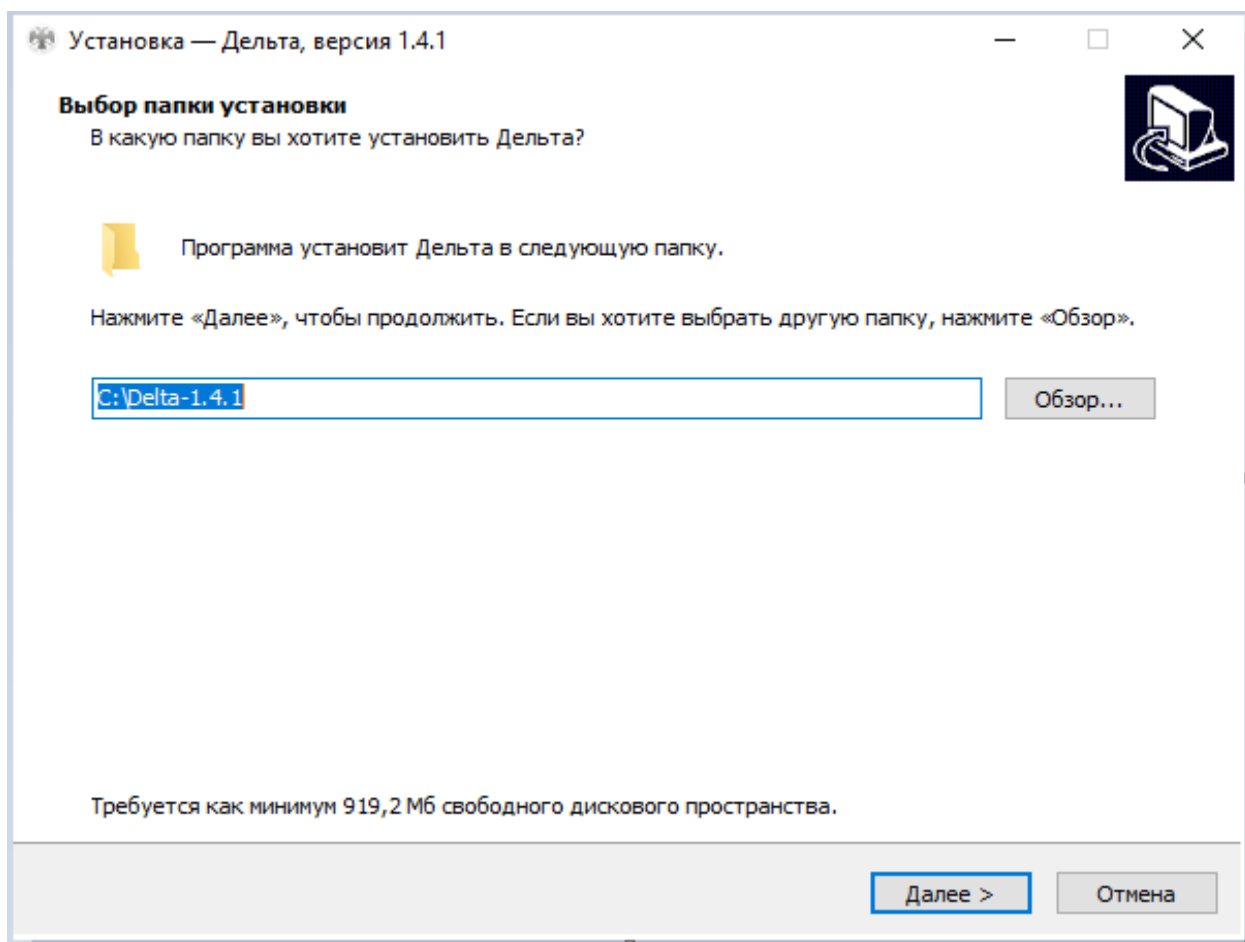 Установка — Дельта, версия 1.4.1
Выбор папки установки
В какую папку вы хотите установить Дельта?
Программа установит Дельта в следующую папку.
Нажмите «Далее», чтобы продолжить. Если вы хотите выбрать другую папку, нажмите «Обзор».
C:\Delta-1.4.1
Обзор...
Требуется как минимум 919,2 Мб свободного дискового пространства.
Далее >
Отмена